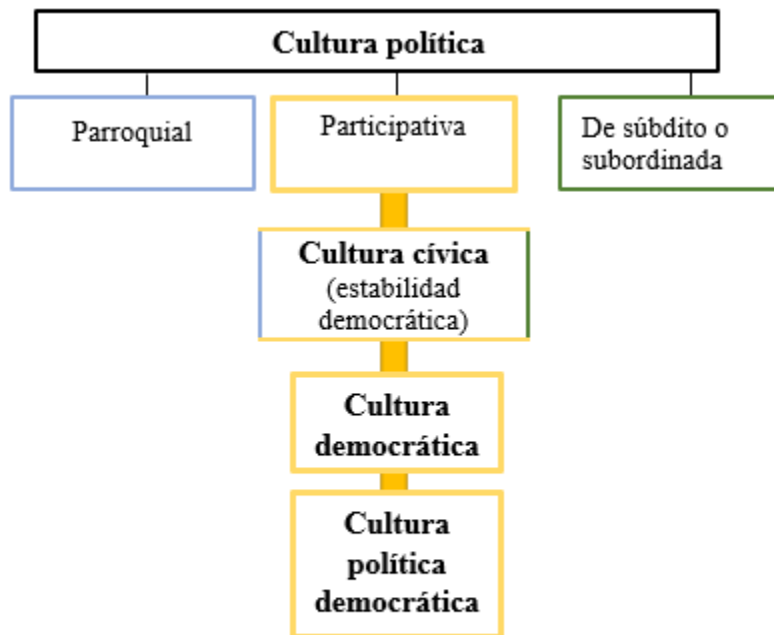 Cultura política
Parroquial
Participativa
De súbdito o
subordinada
Cultura cívica
(estabilidad
democrática)
Cultura
democrática
Cultura
política
democrática